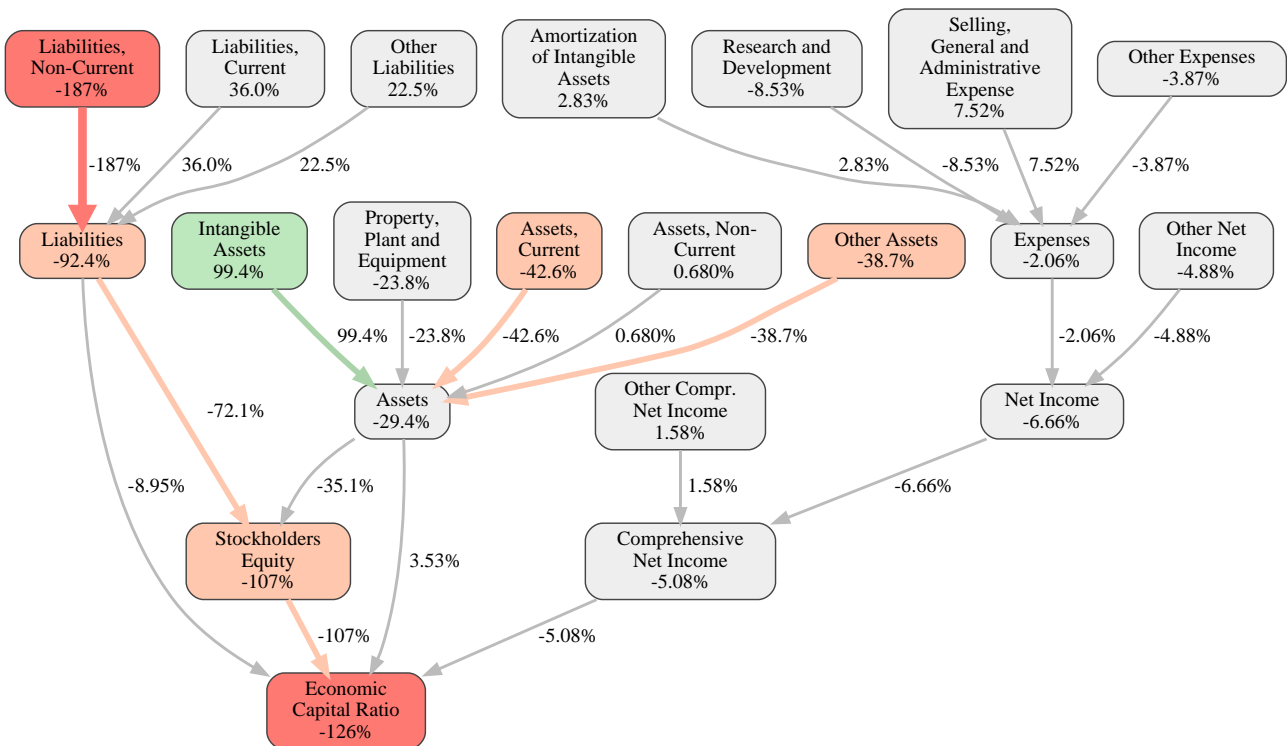 Liabilities,
Non-Current
-187%
Liabilities,
Current
36.0%
Other
Liabilities
22.5%
Amortization
of Intangible
Assets
2.83%
Research and
Development
-8.53%
Selling,
General and
Administrative
Expense
7.52%
Other Expenses
-3.87%
-187%
36.0%
22.5%
2.83%
-8.53%
7.52%
-3.87%
Liabilities
-92.4%
Intangible
Assets
99.4%
Property,
Plant and
Equipment
-23.8%
Assets,
Current
-42.6%
Assets, Non-
Current
0.680%
Other Assets
-38.7%
Expenses
-2.06%
Other Net
Income
-4.88%
99.4%
-23.8%
-42.6%
0.680%
-38.7%
-2.06%
-4.88%
-72.1%
Assets
-29.4%
Other Compr.
Net Income
1.58%
Net Income
-6.66%
-8.95%
-35.1%
1.58%
-6.66%
Stockholders
Equity
-107%
3.53%
Comprehensive
Net Income
-5.08%
-107%
-5.08%
Economic
Capital Ratio
-126%